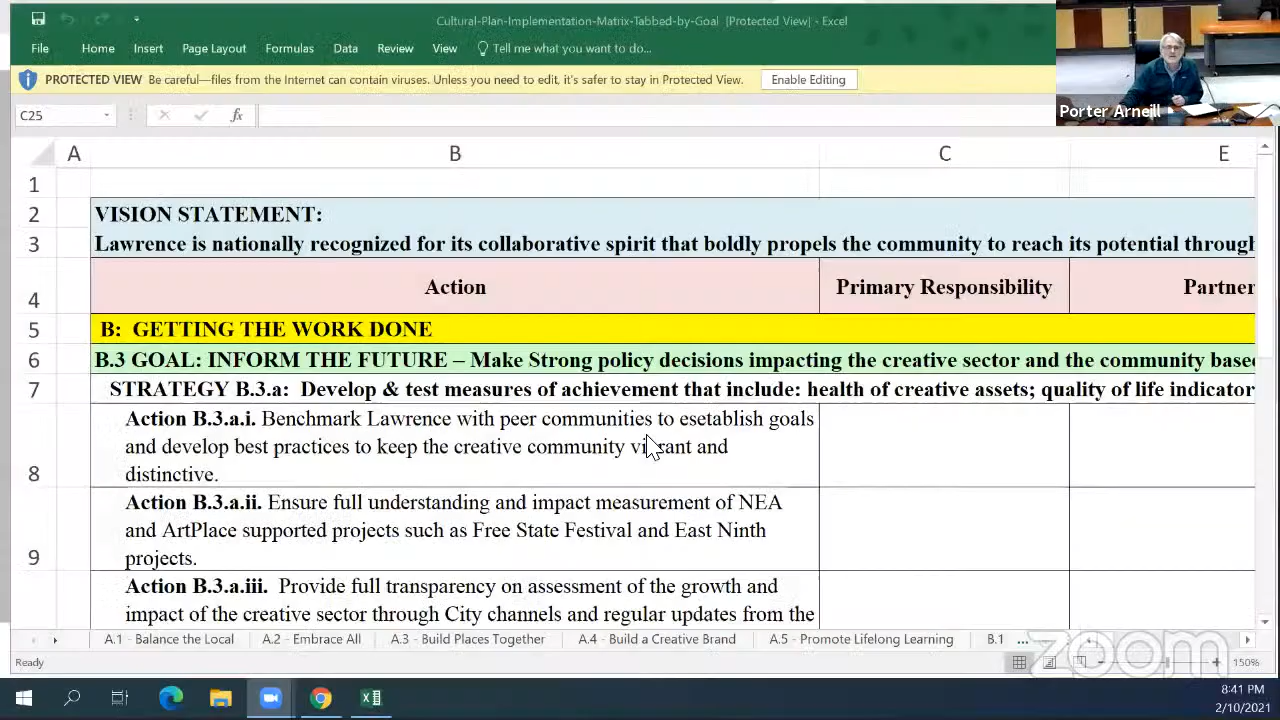 Cultural-Plan-Implementation-Matrix-Tabbed-by-Goal [Protected View] - Excel
File Home Insert Page Layout Formulas Data Review View Tell me what you want to do...
PROTECTED VIEW Be careful—files from the Internet can contain viruses. Unless you need to edit, it's safer to stay in Protected View. Enable Editing
Porter Arneill
C25 fx
A B C E
1
2 VISION STATEMENT:
3 Lawrence is nationally recognized for its collaborative spirit that boldly propels the community to reach its potential through
4 Action Primary Responsibility Partner
5 B: GETTING THE WORK DONE
6 B.3 GOAL: INFORM THE FUTURE – Make Strong policy decisions impacting the creative sector and the community base
7 STRATEGY B.3.a: Develop & test measures of achievement that include: health of creative assets; quality of life indicator
Action B.3.a.i. Benchmark Lawrence with peer communities to esetablish goals
and develop best practices to keep the creative community vibrant and
8 distinctive.
Action B.3.a.ii. Ensure full understanding and impact measurement of NEA
and ArtPlace supported projects such as Free State Festival and East Ninth
9 projects.
Action B.3.a.iii. Provide full transparency on assessment of the growth and
impact of the creative sector through City channels and regular updates from the
A.1 - Balance the Local A.2 - Embrace All A.3 - Build Places Together A.4 - Build a Creative Brand A.5 - Promote Lifelong Learning B.1 ...
zoom
Ready 150%
8:41 PM
2/10/2021